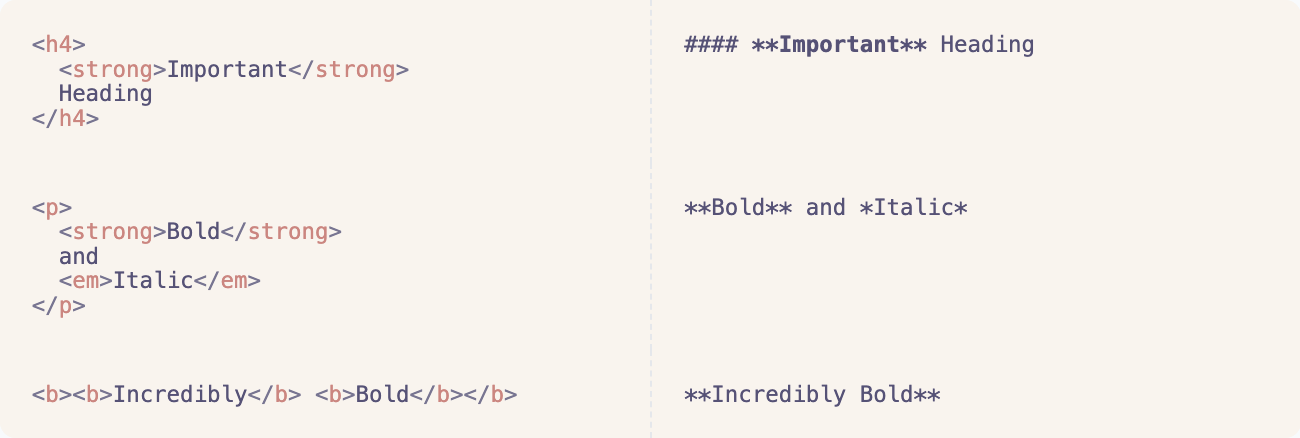 <h4>
  <strong>Important</strong>
  Heading
</h4>
#### **Important** Heading
<p>
  <strong>Bold</strong>
  and
  <em>Italic</em>
</p>
**Bold** and *Italic*
<b><b>Incredibly</b> <b>Bold</b></b>
**Incredibly Bold**